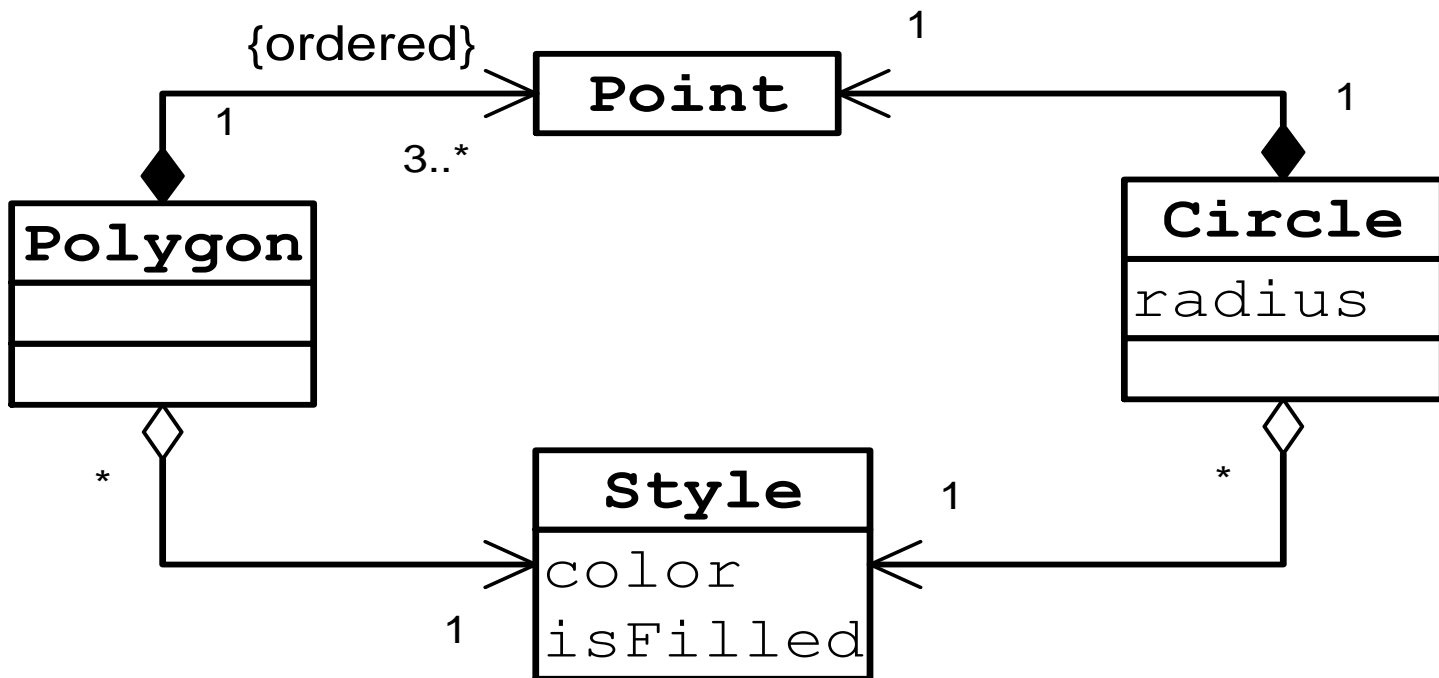 {ordered}
1
Point
1
1
3..*
Polygon
Circle
radius
*
Style
1
*
color
1
isFilled